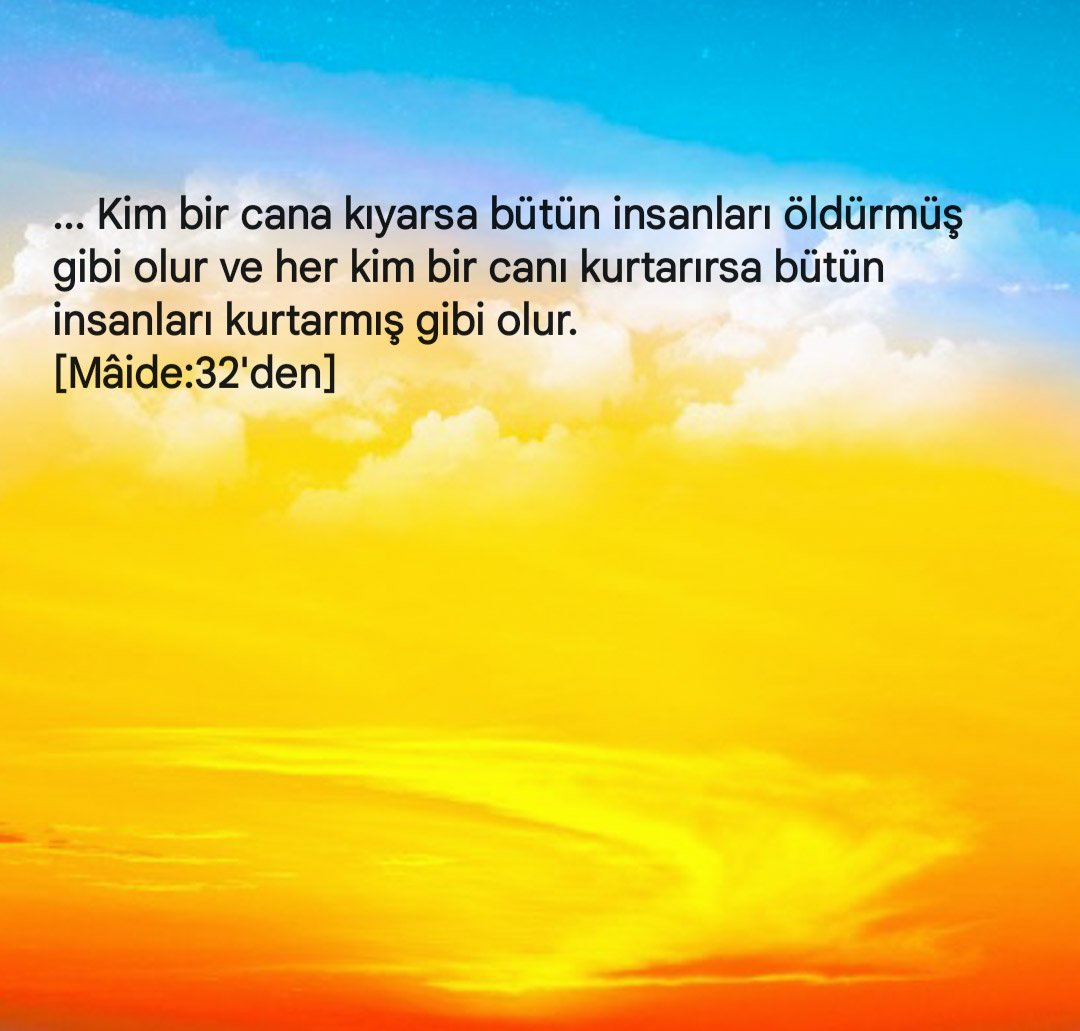 ... Kim bir cana kıyarsa bütün insanları öldürmüş
gibi olur ve her kim bir canı kurtarırsa bütün
insanları kurtarmış gibi olur.
[Mâide:32'den]